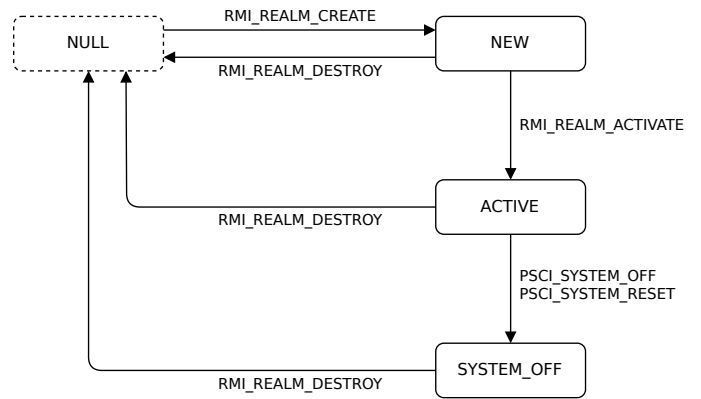 RMI_REALM_CREATE
NULL
NEW
RMI_REALM_DESTROY
RMI_REALM_ACTIVATE
ACTIVE
RMI_REALM_DESTROY
PSCI_SYSTEM_OFF
PSCI_SYSTEM_RESET
SYSTEM_OFF
RMI_REALM_DESTROY